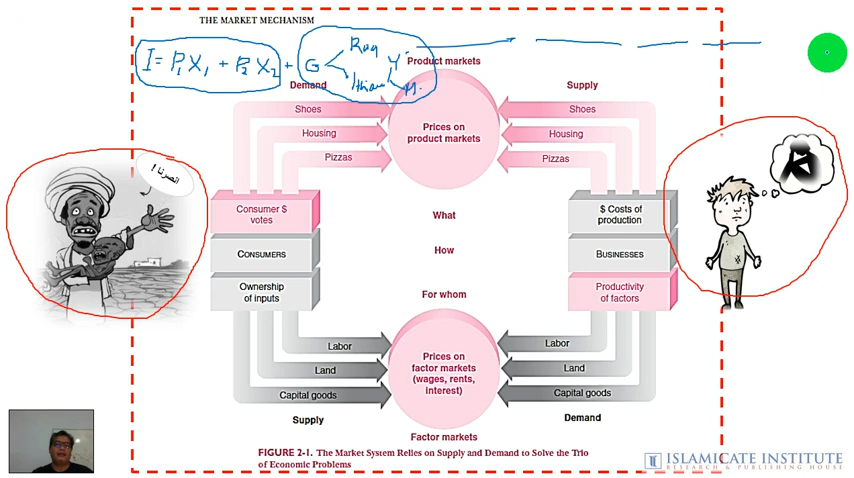 THE MARKET MECHANISM
I = P₁X₁ + P₂X₂ + G
Product markets
Demand
Supply
Shoes
Housing
Pizzas
Prices on
product markets
Shoes
Housing
Pizzas
انصرنا !
Consumer $
votes
CONSUMERS
Ownership
of inputs
What
How
For whom
$ Costs of
production
BUSINESSES
Productivity
of factors
Labor
Land
Capital goods
Prices on
factor markets
(wages, rents,
interest)
Labor
Land
Capital goods
Supply
Demand
Factor markets
FIGURE 2-1. The Market System Relies on Supply and Demand to Solve the Trio
of Economic Problems
ISLAMICATE INSTITUTE
RESEARCH & PUBLISHING HOUSE